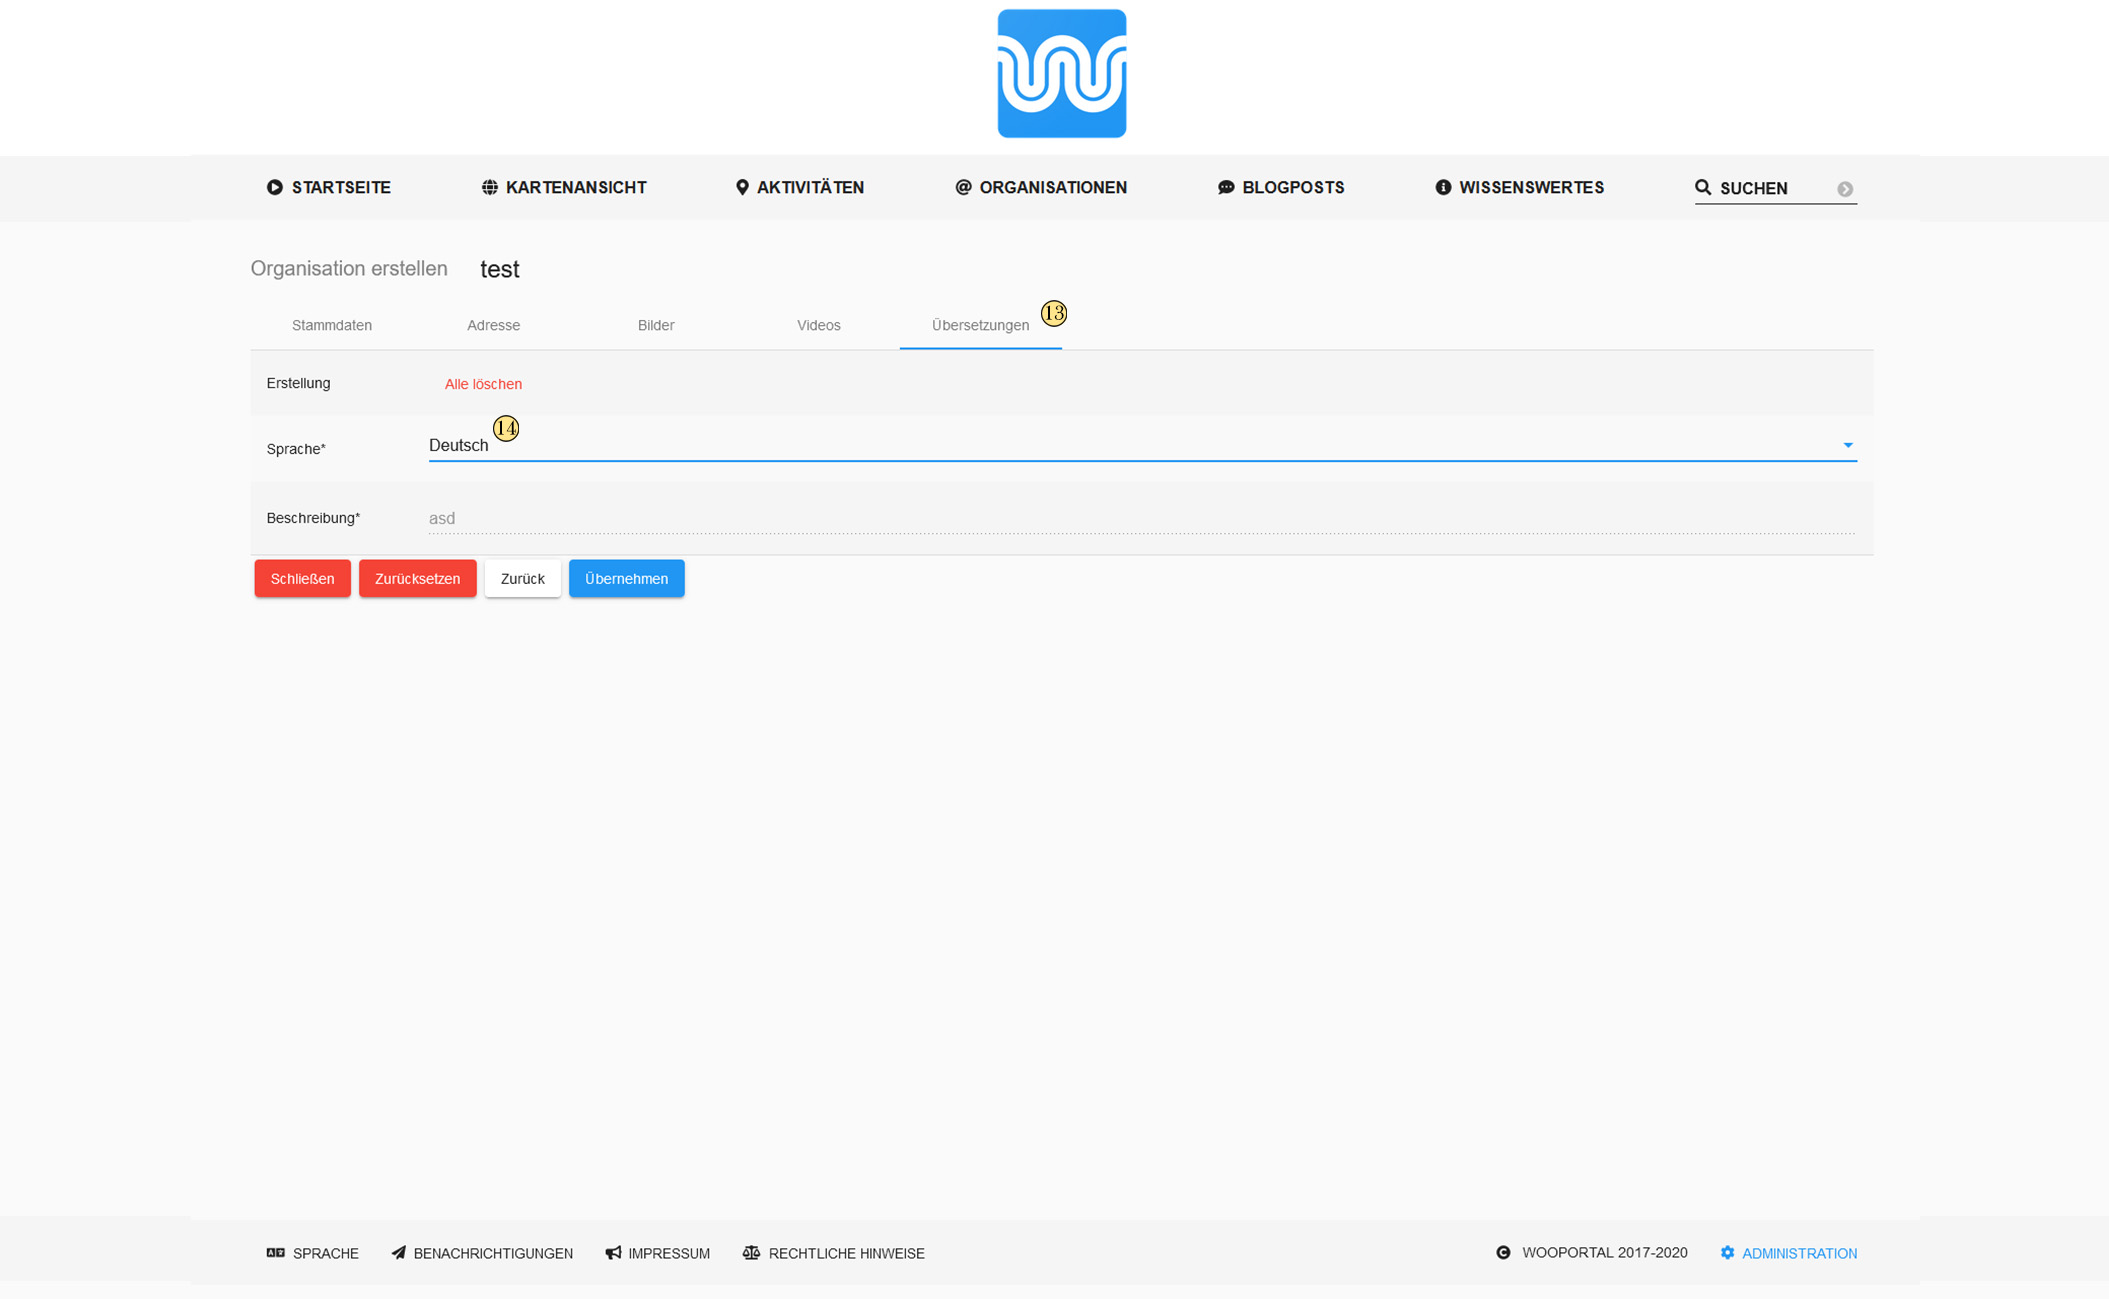 STARTSEITE KARTENANSICHT AKTIVITÄTEN ORGANISATIONEN BLOGPOSTS WISSENSWERTES SUCHEN
Organisation erstellen test
Stammdaten Adresse Bilder Videos Übersetzungen 13
Erstellung Alle löschen
Sprache* Deutsch 14
Beschreibung* asd
Schließen Zurücksetzen Zurück Übernehmen
SPRACHE BENACHRICHTIGUNGEN IMPRESSUM RECHTLICHE HINWEISE WOOPORTAL 2017-2020 ADMINISTRATION